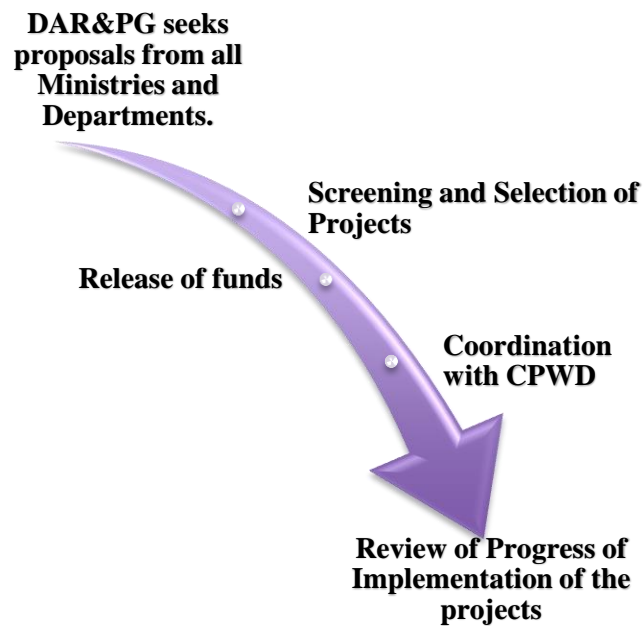 DAR&PG seeks
proposals from all
Ministries and
Departments.
Screening and Selection of
Projects
Release of funds
Coordination
with CPWD
Review of Progress of
Implementation of the
projects